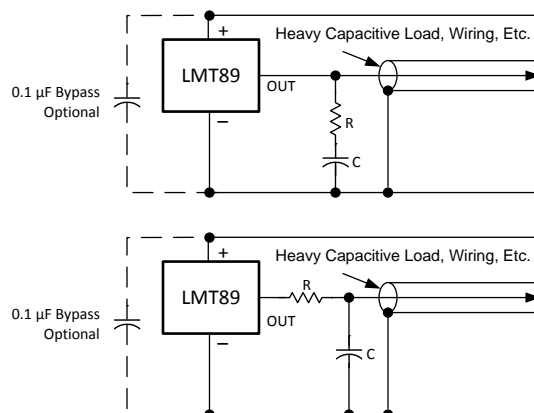 Heavy Capacitive Load, Wiring, Etc.
+
LMT89
OUT
0.1 µF Bypass
Optional
R
−
C
Heavy Capacitive Load, Wiring, Etc.
+
R
LMT89
OUT
0.1 µF Bypass
Optional
−
C